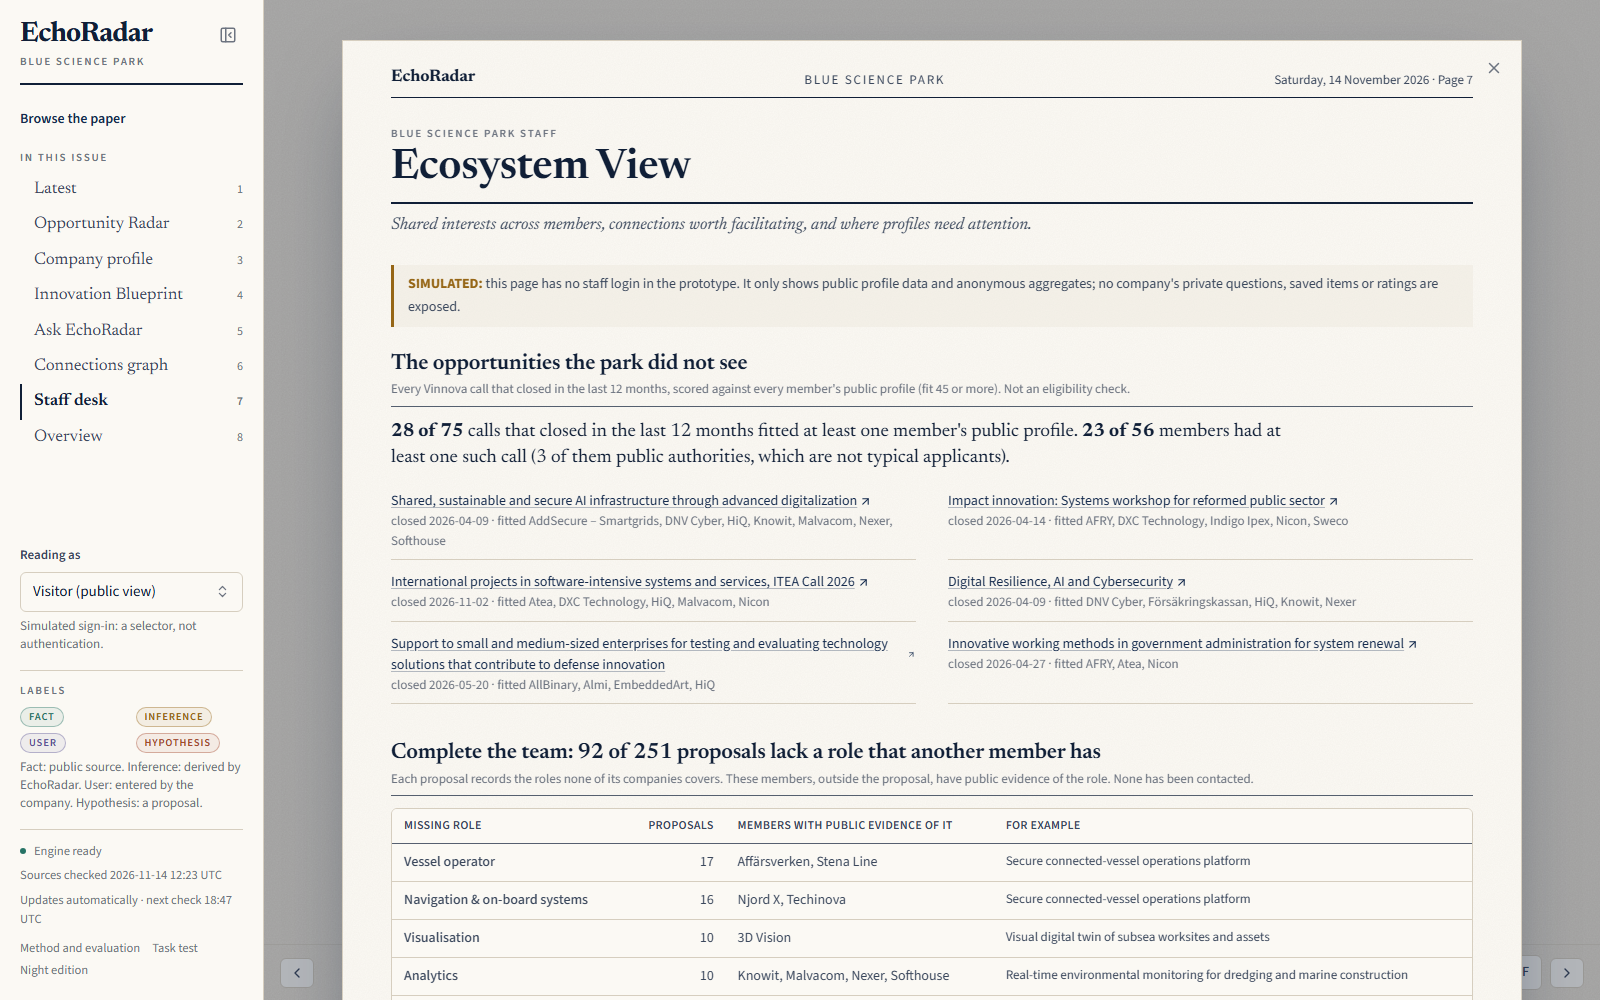 EchoRadar
BLUE SCIENCE PARK
Browse the paper
IN THIS ISSUE
Latest 1
Opportunity Radar 2
Company profile 3
Innovation Blueprint 4
Ask EchoRadar 5
Connections graph 6
Staff desk 7
Overview 8
Reading as
Visitor (public view)
Simulated sign-in: a selector, not
authentication.
LABELS
FACT INFERENCE
USER HYPOTHESIS
Fact: public source. Inference: derived by
EchoRadar. User: entered by the
company. Hypothesis: a proposal.
Engine ready
Sources checked 2026-11-14 12:23 UTC
Updates automatically · next check 18:47
UTC
Method and evaluation Task test
Night edition
EchoRadar BLUE SCIENCE PARK Saturday, 14 November 2026 · Page 7
BLUE SCIENCE PARK STAFF
Ecosystem View
Shared interests across members, connections worth facilitating, and where profiles need attention.
SIMULATED: this page has no staff login in the prototype. It only shows public profile data and anonymous aggregates; no company's private questions, saved items or ratings are
exposed.
The opportunities the park did not see
Every Vinnova call that closed in the last 12 months, scored against every member's public profile (fit 45 or more). Not an eligibility check.
28 of 75 calls that closed in the last 12 months fitted at least one member's public profile. 23 of 56 members had at
least one such call (3 of them public authorities, which are not typical applicants).
Shared, sustainable and secure AI infrastructure through advanced digitalization ↗
closed 2026-04-09 · fitted AddSecure – Smartgrids, DNV Cyber, HiQ, Knowit, Malvacom, Nexer,
Softhouse
Impact innovation: Systems workshop for reformed public sector ↗
closed 2026-04-14 · fitted AFRY, DXC Technology, Indigo Ipex, Nicon, Sweco
International projects in software-intensive systems and services, ITEA Call 2026 ↗
closed 2026-11-02 · fitted Atea, DXC Technology, HiQ, Malvacom, Nicon
Digital Resilience, AI and Cybersecurity ↗
closed 2026-04-09 · fitted DNV Cyber, Försäkringskassan, HiQ, Knowit, Nexer
Support to small and medium-sized enterprises for testing and evaluating technology
solutions that contribute to defense innovation ↗
closed 2026-05-20 · fitted AllBinary, Almi, EmbeddedArt, HiQ
Innovative working methods in government administration for system renewal ↗
closed 2026-04-27 · fitted AFRY, Atea, Nicon
Complete the team: 92 of 251 proposals lack a role that another member has
Each proposal records the roles none of its companies covers. These members, outside the proposal, have public evidence of the role. None has been contacted.
MISSING ROLE PROPOSALS MEMBERS WITH PUBLIC EVIDENCE OF IT FOR EXAMPLE
Vessel operator 17 Affärsverken, Stena Line Secure connected-vessel operations platform
Navigation & on-board systems 16 Njord X, Techinova Secure connected-vessel operations platform
Visualisation 10 3D Vision Visual digital twin of subsea worksites and assets
Analytics 10 Knowit, Malvacom, Nexer, Softhouse Real-time environmental monitoring for dredging and marine construction
F